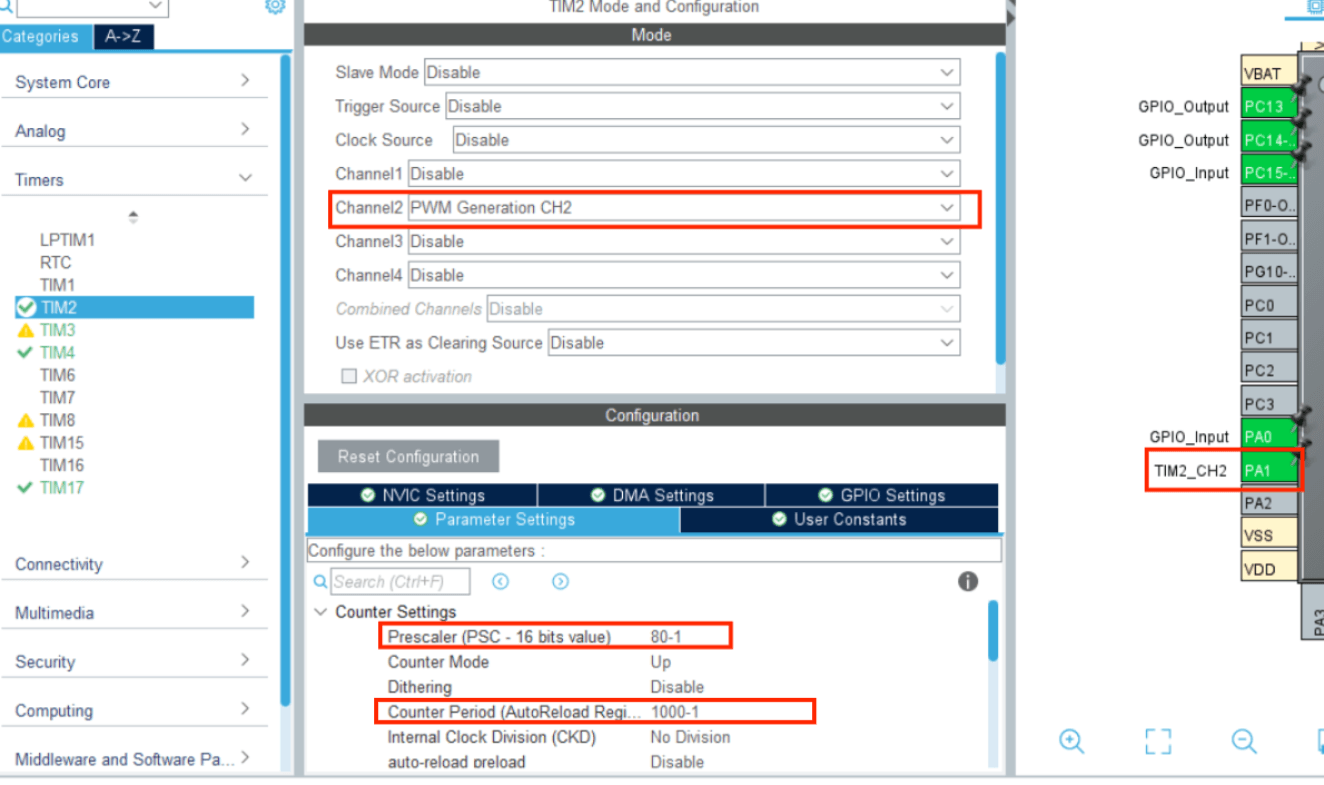 TIM2 Mode and Configuration
Categories
A->Z
System Core
Analog
Timers
LPTIM1
RTC
TIM1
TIM2
TIM3
TIM4
TIM6
TIM7
TIM8
TIM15
TIM16
TIM17
Connectivity
Multimedia
Security
Computing
Middleware and Software Pa...
Mode
Slave Mode Disable
Trigger Source Disable
Clock Source Disable
Channel1 Disable
Channel2 PWM Generation CH2
Channel3 Disable
Channel4 Disable
Combined Channels Disable
Use ETR as Clearing Source Disable
XOR activation
Configuration
Reset Configuration
NVIC Settings
DMA Settings
GPIO Settings
Parameter Settings
User Constants
Configure the below parameters :
Search (Ctrl+F)
Counter Settings
Prescaler (PSC - 16 bits value) 80-1
Counter Mode Up
Dithering Disable
Counter Period (AutoReload Regi... 1000-1
Internal Clock Division (CKD) No Division
auto-reload preload Disable
VBAT
GPIO_Output PC13
GPIO_Output PC14-..
GPIO_Input PC15-..
PF0-O..
PF1-O..
PG10-..
PC0
PC1
PC2
PC3
GPIO_Input PA0
TIM2_CH2 PA1
PA2
VSS
VDD
PA3